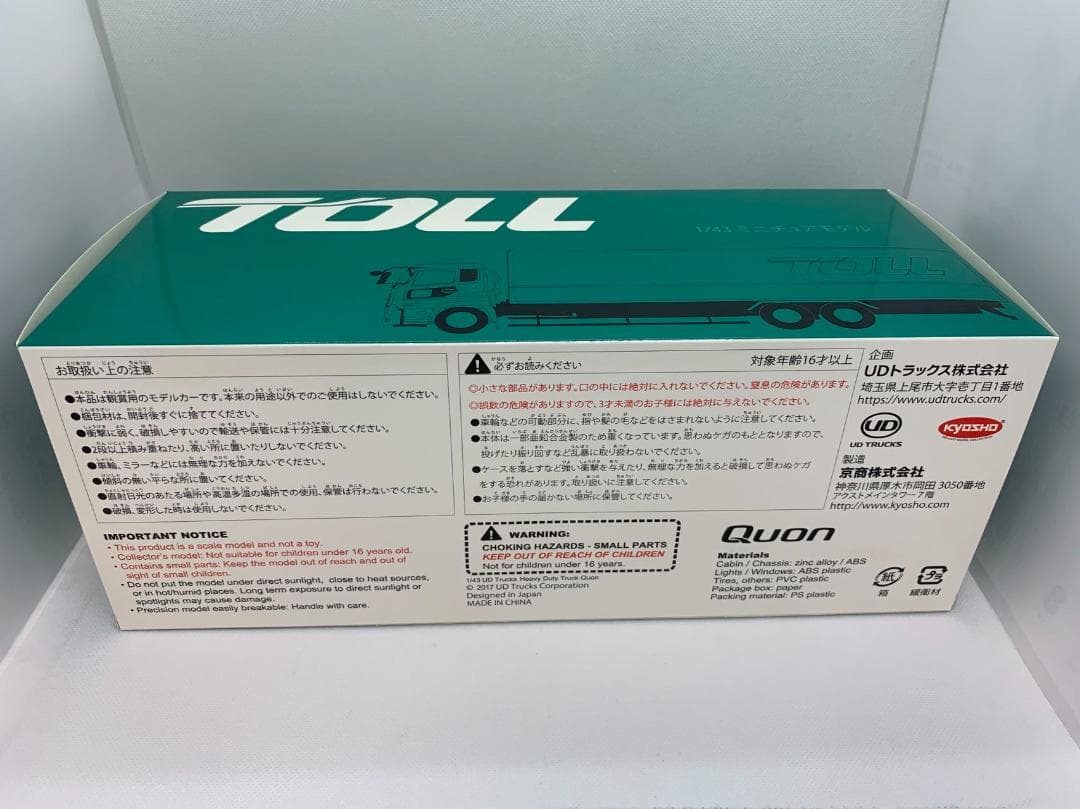 TOLL
1/43 ミニチュアモデル
TOLL
お取扱い上の注意
●本品は観賞用のモデルカーです。本来の用途以外でのご使用はしないでください。
●梱包材は、開封後すぐに捨ててください。
●衝撃に弱く、破損しやすいので輸送や保管には十分注意してください。
●2段以上積み重ねたり、高い所に置いたりしないでください。
●車輪、ミラーなどには無理な力を加えないでください。
●傾斜の無い平らな所に置いてください。
●直射日光のあたる場所や高温多湿の場所での使用、保管は行わないでください。
●破損、変形した時は使用しないでください。
必ずお読みください
対象年齢16才以上
◎小さな部品があります。口の中には絶対に入れないでください。窒息の危険があります。
◎誤飲の危険がありますので、3才未満のお子様には絶対に与えないでください。
●車輪などの可動部分に、指や髪の毛などをはさまれないように注意してください。
●本体は一部亜鉛合金製のため重くなっています。思わぬケガのもととなりますので、
投げたり振り回すなど乱暴に取り扱わないでください。
●ケースを落とすなど強い衝撃を与えたり、無理な力を加えると破損して思わぬケガ
をする恐れがあります。取り扱いに注意してください。
●お子様の手の届かない場所に保管してください。
企画
UDトラックス株式会社
埼玉県上尾市大字壱丁目1番地
https://www.udtrucks.com/
UD
UD TRUCKS
KYOSHO
製造
京商株式会社
神奈川県厚木市岡田 3050番地
アクストメインタワー7階
http://www.kyosho.com
IMPORTANT NOTICE
• This product is a scale model and not a toy.
• Collector's model: Not suitable for children under 16 years old.
• Contains small parts: Keep the model out of reach and out of
sight of small children.
• Do not put the model under direct sunlight, close to heat sources,
or in hot/humid places. Long term exposure to direct sunlight or
spotlights may cause damage.
• Precision model easily breakable: Handle with care.
WARNING:
CHOKING HAZARDS - SMALL PARTS
KEEP OUT OF REACH OF CHILDREN
Not for children under 16 years.
1/43 UD Trucks Heavy Duty Truck Quon
© 2017 UD Trucks Corporation
Designed in Japan
MADE IN CHINA
Quon
Materials
Cabin / Chassis: zinc alloy / ABS
Lights / Windows: ABS plastic
Tires, others: PVC plastic
Package box: paper
Packing material: PS plastic
紙
箱
プラ
緩衝材